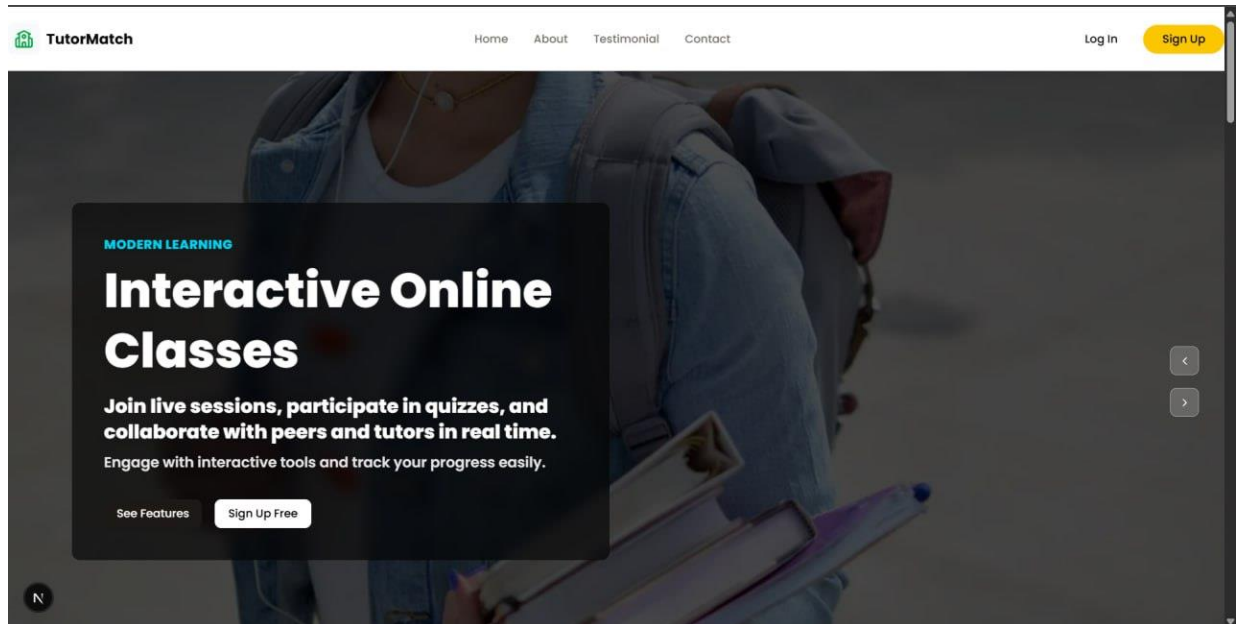 TutorMatch
Home
About
Testimonial
Contact
Log In
Sign Up
MODERN LEARNING
Interactive Online
Classes
Join live sessions, participate in quizzes, and
collaborate with peers and tutors in real time.
Engage with interactive tools and track your progress easily.
See Features
Sign Up Free
N